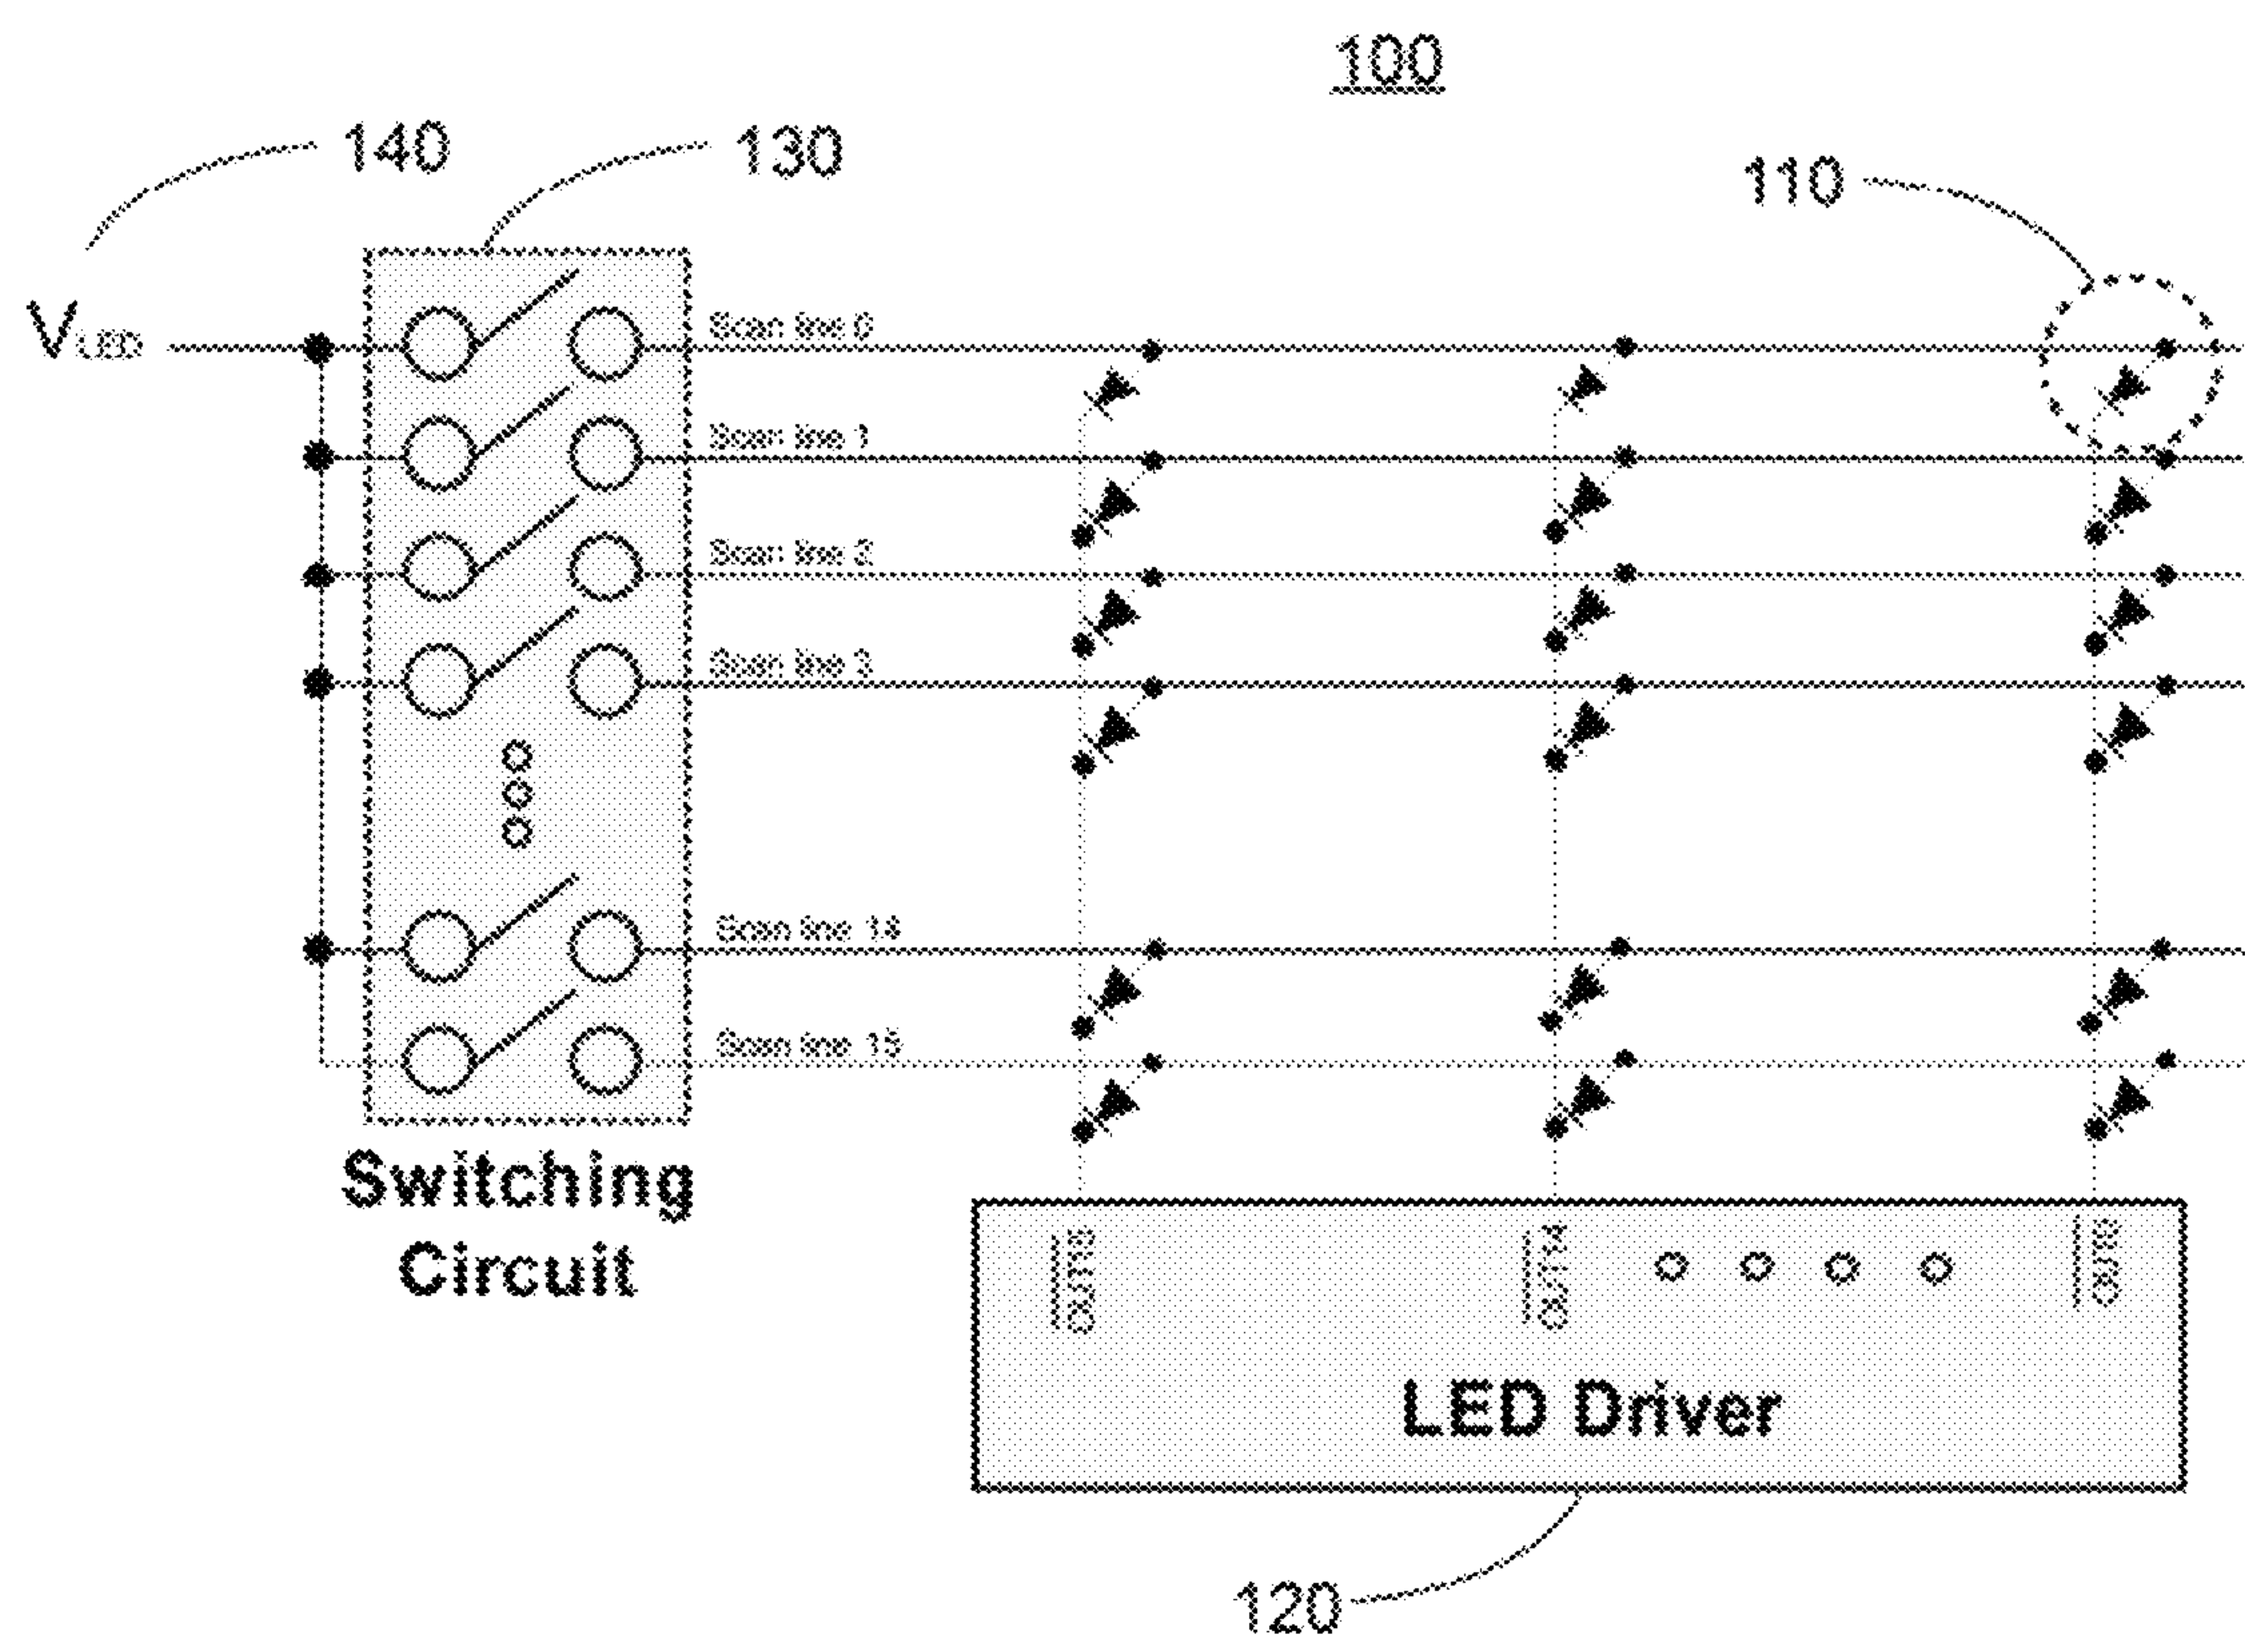 100
140
130
110
VLED
Scan line 0
Scan line 1
Scan line 2
Scan line 3
Scan line 14
Scan line 15
Switching
Circuit
LED Driver
120